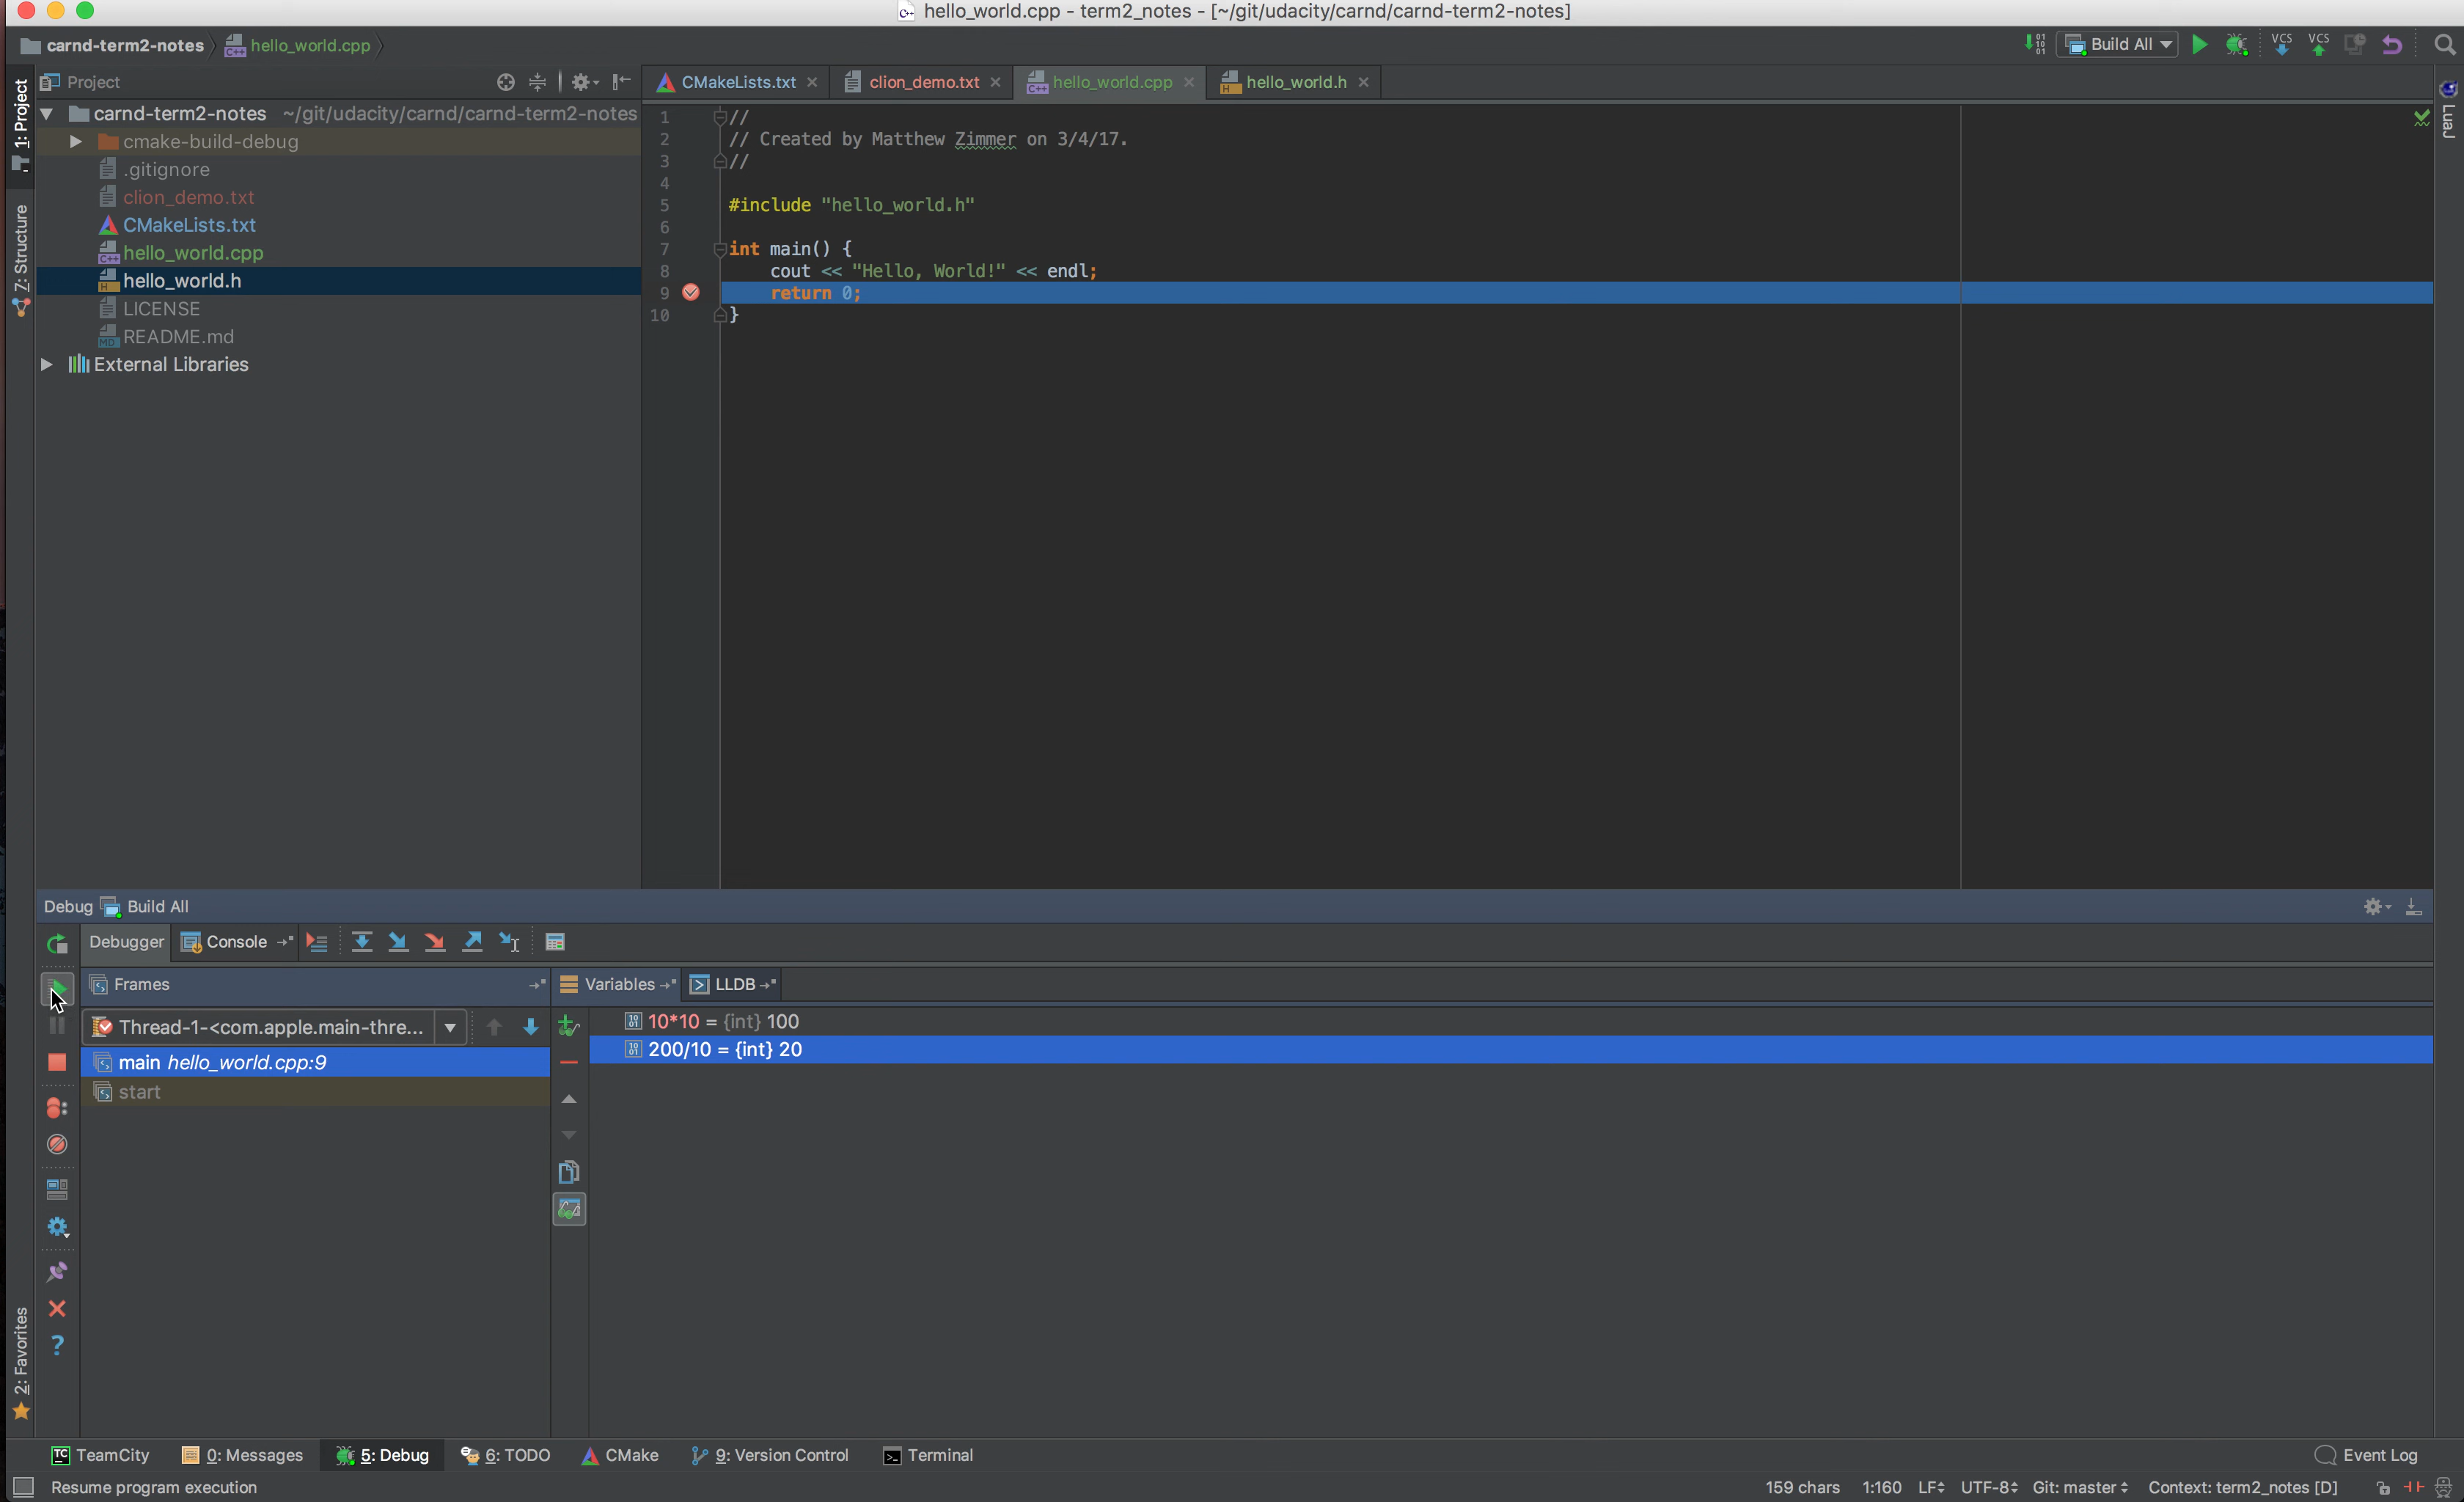 hello_world.cpp - term2_notes - [~/git/udacity/carnd/carnd-term2-notes]
carnd-term2-notes hello_world.cpp
Build All
VCS VCS
Project
CMakeLists.txt clion_demo.txt hello_world.cpp hello_world.h
1: Project
Z: Structure
2: Favorites
LuaJ
carnd-term2-notes ~/git/udacity/carnd/carnd-term2-notes
cmake-build-debug
.gitignore
clion_demo.txt
CMakeLists.txt
hello_world.cpp
hello_world.h
LICENSE
README.md
External Libraries
1 //
2 // Created by Matthew Zimmer on 3/4/17.
3 //
4
5 #include "hello_world.h"
6
7 int main() {
8 cout << "Hello, World!" << endl;
9 return 0;
10 }
Debug Build All
Debugger Console
Frames
Variables LLDB
Thread-1-<com.apple.main-thre...
main hello_world.cpp:9
start
10*10 = {int} 100
200/10 = {int} 20
TeamCity 0: Messages 5: Debug 6: TODO CMake 9: Version Control Terminal Event Log
Resume program execution 159 chars 1:160 LF UTF-8 Git: master Context: term2_notes [D]